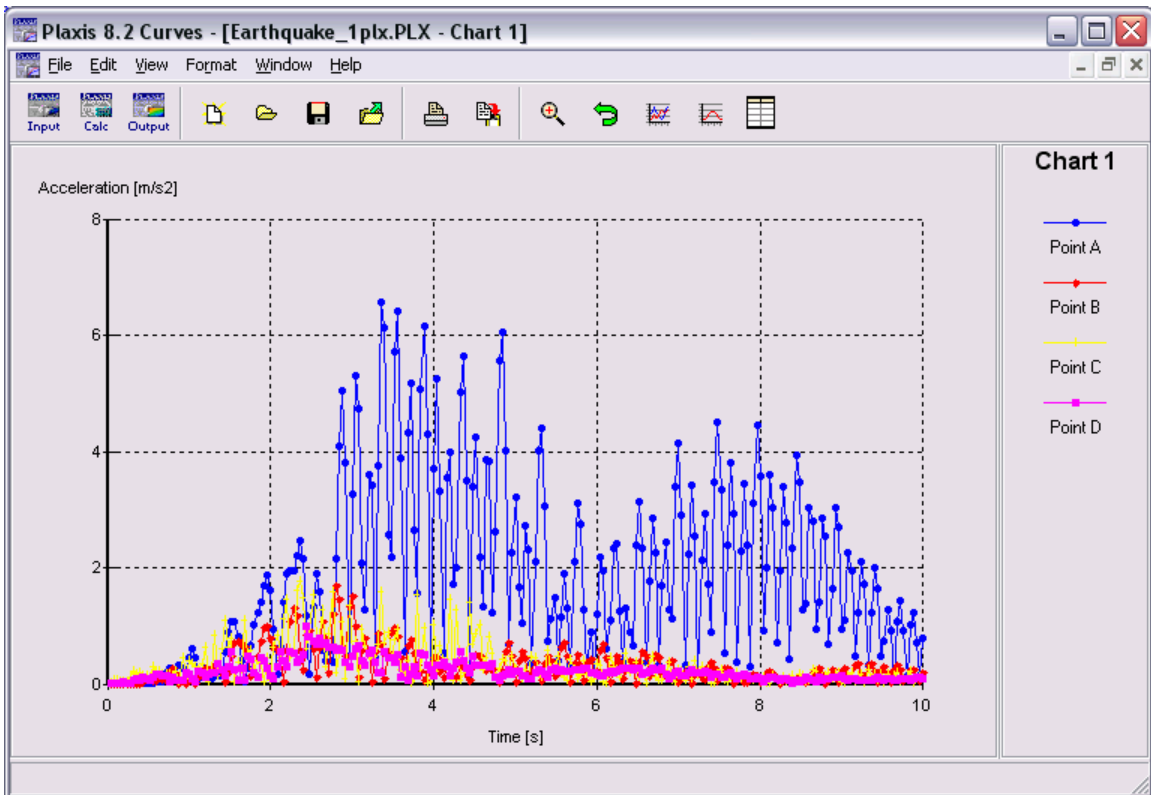 Plaxis 8.2 Curves - [Earthquake_1plx.PLX - Chart 1]
File Edit View Format Window Help
Input Calc Output
Chart 1
Acceleration [m/s2]
8
6
4
2
0
0 2 4 6 8 10
Time [s]
Point A
Point B
Point C
Point D